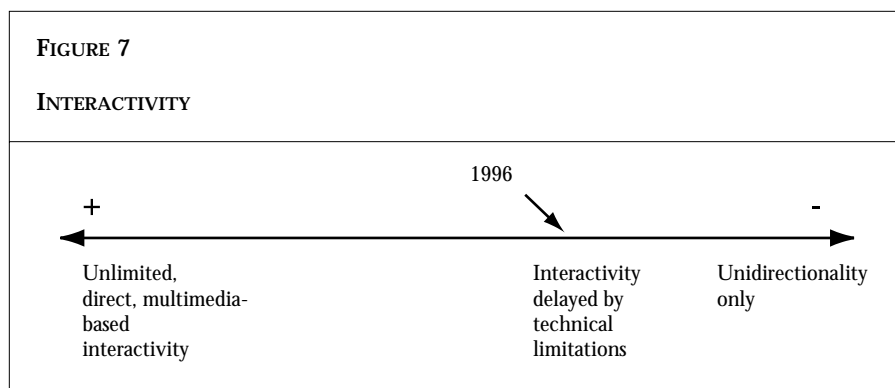 FIGURE 7
INTERACTIVITY
1996
+
-
Unlimited,
direct, multimedia-
based
interactivity
Interactivity
delayed by
technical
limitations
Unidirectionality
only